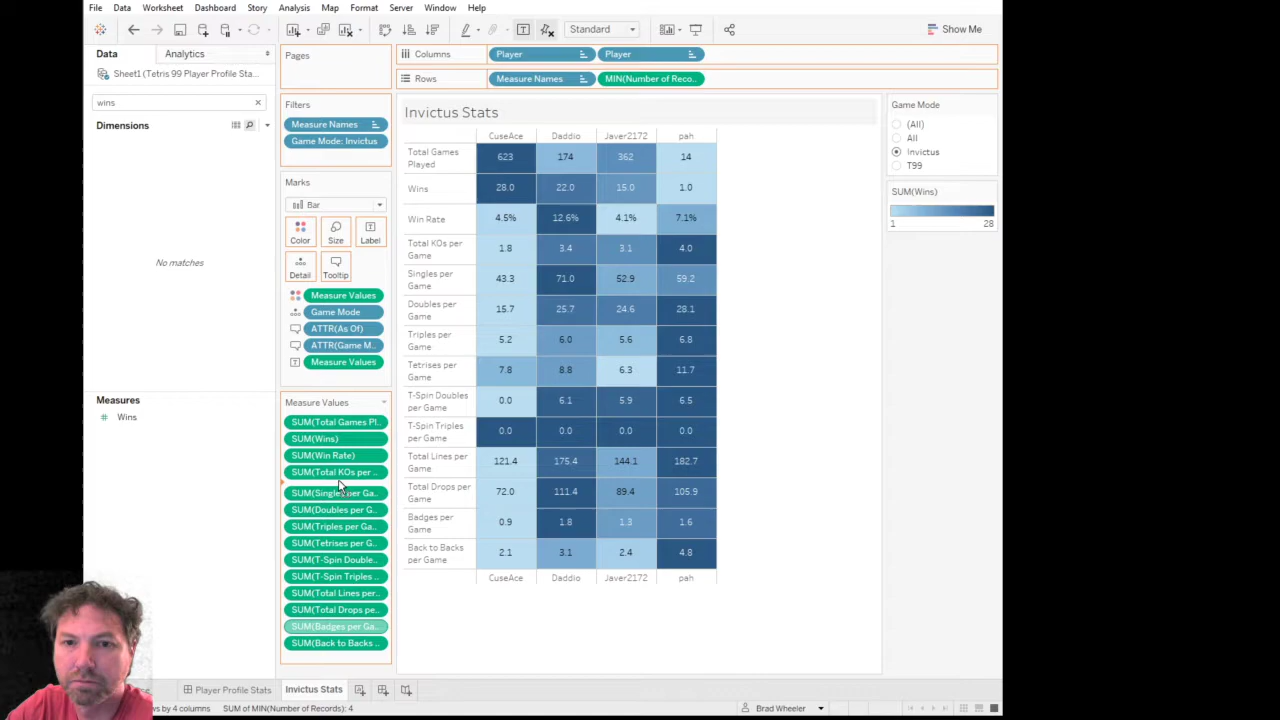 File Data Worksheet Dashboard Story Analysis Map Format Server Window Help
Standard Show Me
Data Analytics
Sheet1 (Tetris 99 Player Profile Sta...
wins
Dimensions
No matches
Measures
Wins
Pages
Filters
Measure Names
Game Mode: Invictus
Marks
Bar
Color Size Label
Detail Tooltip
Measure Values
Game Mode
ATTR(As Of)
ATTR(Game M..
Measure Values
Measure Values
SUM(Total Games Pl..
SUM(Wins)
SUM(Win Rate)
SUM(Total KOs per ..
SUM(Singles per Ga..
SUM(Doubles per G..
SUM(Triples per Ga..
SUM(Tetrises per G..
SUM(T-Spin Double..
SUM(T-Spin Triples ..
SUM(Total Lines per..
SUM(Total Drops pe..
SUM(Badges per Ga..
SUM(Back to Backs ..
Columns Player Player
Rows Measure Names MIN(Number of Reco..
Invictus Stats
CuseAce Daddio Javer2172 pah
Total Games Played 623 174 362 14
Wins 28.0 22.0 15.0 1.0
Win Rate 4.5% 12.6% 4.1% 7.1%
Total KOs per Game 1.8 3.4 3.1 4.0
Singles per Game 43.3 71.0 52.9 59.2
Doubles per Game 15.7 25.7 24.6 28.1
Triples per Game 5.2 6.0 5.6 6.8
Tetrises per Game 7.8 8.8 6.3 11.7
T-Spin Doubles per Game 0.0 6.1 5.9 6.5
T-Spin Triples per Game 0.0 0.0 0.0 0.0
Total Lines per Game 121.4 175.4 144.1 182.7
Total Drops per Game 72.0 111.4 89.4 105.9
Badges per Game 0.9 1.8 1.3 1.6
Back to Backs per Game 2.1 3.1 2.4 4.8
CuseAce Daddio Javer2172 pah
Game Mode
(All)
All
Invictus
T99
SUM(Wins)
1 28
Player Profile Stats Invictus Stats
by 4 columns SUM of MIN(Number of Records): 4 Brad Wheeler